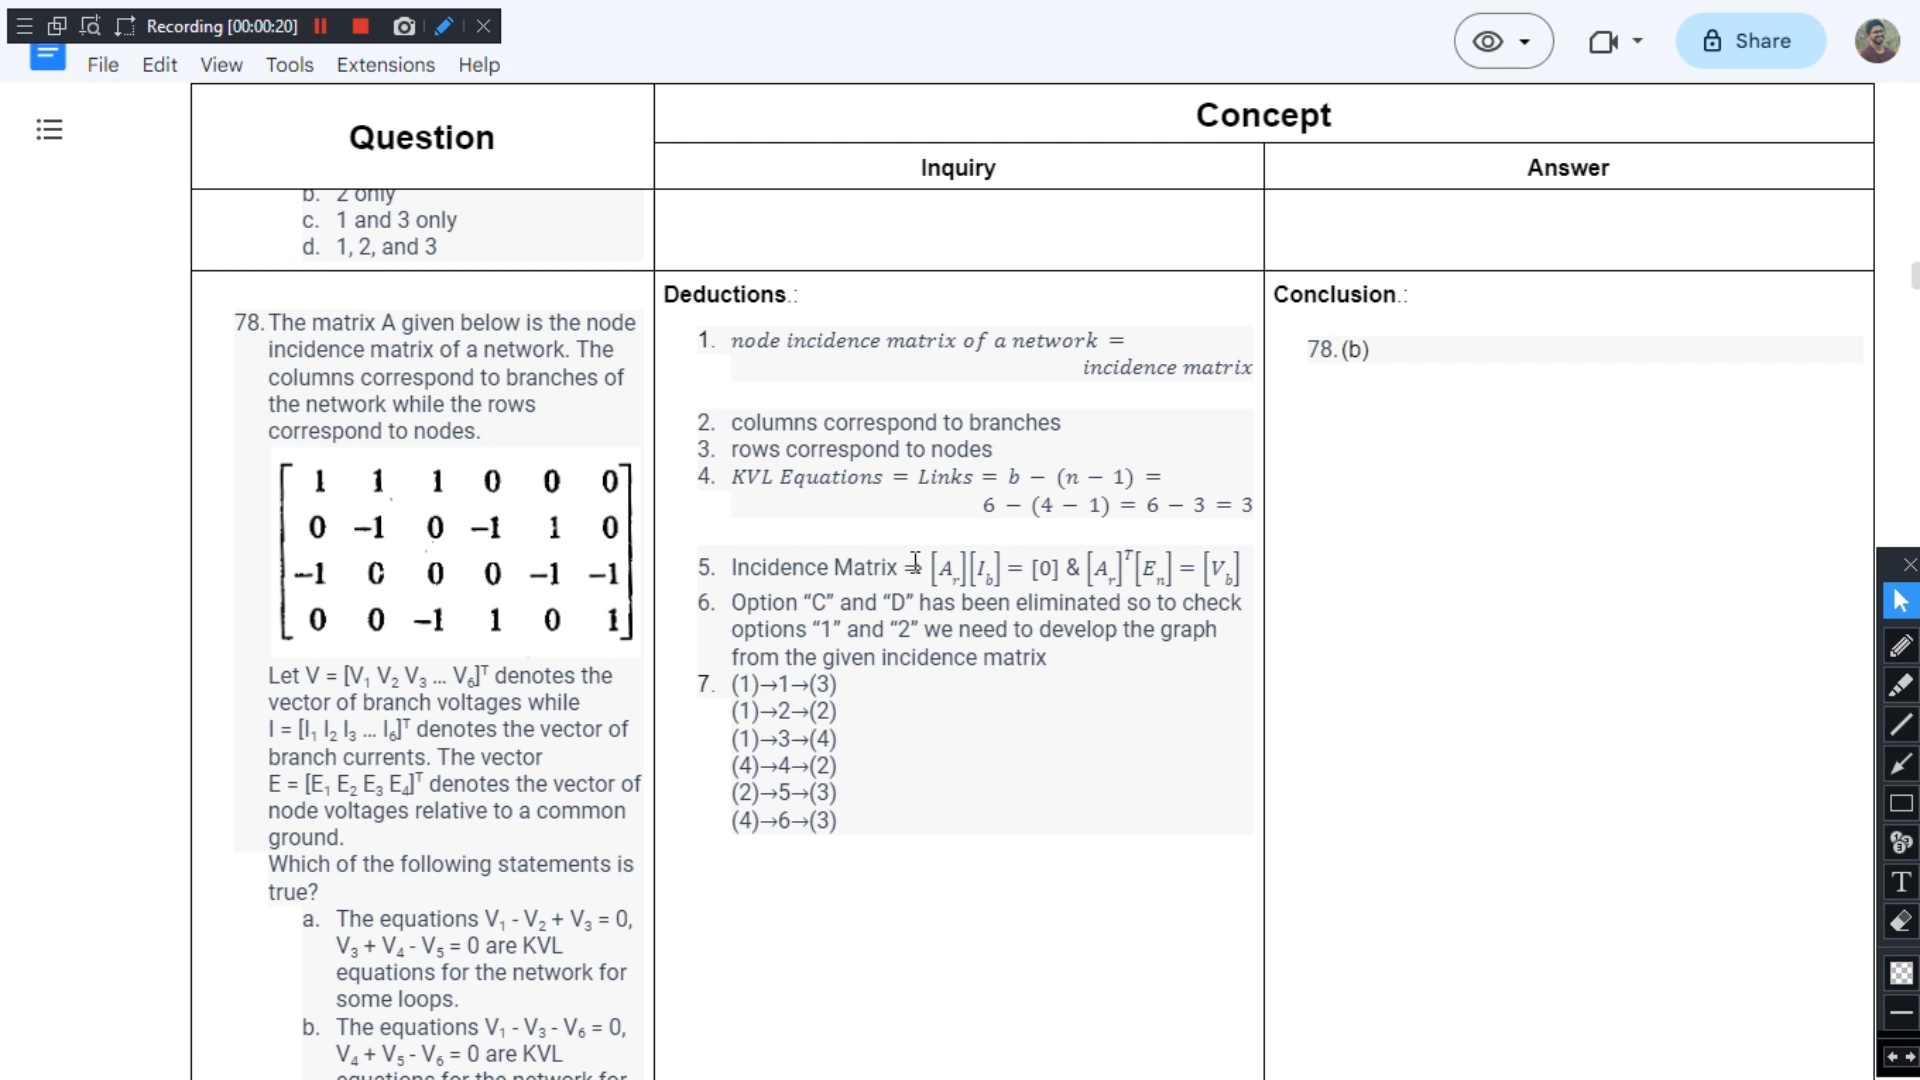 Recording [00:00:20]
File Edit View Tools Extensions Help
Share
Question
Concept
Inquiry
Answer
b. 2 only
c. 1 and 3 only
d. 1, 2, and 3
78. The matrix A given below is the node
incidence matrix of a network. The
columns correspond to branches of
the network while the rows
correspond to nodes.
1 1 1 0 0 0
0 -1 0 -1 1 0
-1 0 0 0 -1 -1
0 0 -1 1 0 1
Let V = [V₁ V₂ V₃ ... V₆]ᵀ denotes the
vector of branch voltages while
I = [I₁ I₂ I₃ ... I₆]ᵀ denotes the vector of
branch currents. The vector
E = [E₁ E₂ E₃ E₄]ᵀ denotes the vector of
node voltages relative to a common
ground.
Which of the following statements is
true?
a. The equations V₁ - V₂ + V₃ = 0,
V₃ + V₄ - V₅ = 0 are KVL
equations for the network for
some loops.
b. The equations V₁ - V₃ - V₆ = 0,
V₄ + V₅ - V₆ = 0 are KVL
equations for the network for
Deductions.:
1. node incidence matrix of a network =
incidence matrix
2. columns correspond to branches
3. rows correspond to nodes
4. KVL Equations = Links = b − (n − 1) =
6 − (4 − 1) = 6 − 3 = 3
5. Incidence Matrix ⇒ [Aᵣ][I_b] = [0] & [Aᵣ]ᵀ[Eₙ] = [V_b]
6. Option “C” and “D” has been eliminated so to check
options “1” and “2” we need to develop the graph
from the given incidence matrix
7. (1)→1→(3)
(1)→2→(2)
(1)→3→(4)
(4)→4→(2)
(2)→5→(3)
(4)→6→(3)
Conclusion.:
78. (b)